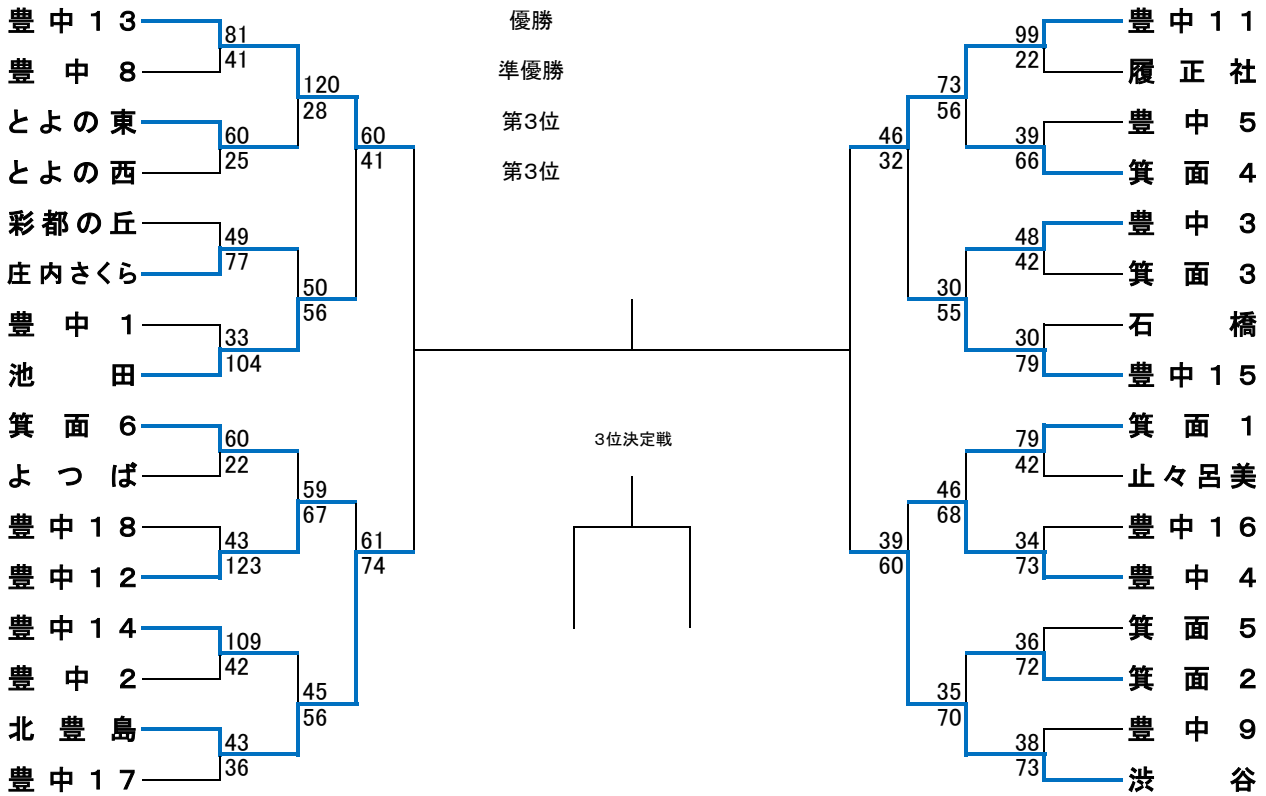 豊中13
81
41
豊中8
120
28
とよの東
60
25
とよの西
60
41
彩都の丘
49
77
庄内さくら
50
56
豊中1
33
104
池田
箕面6
60
22
よつば
59
67
豊中18
43
123
豊中12
61
74
豊中14
109
42
豊中2
45
56
北豊島
43
36
豊中17
優勝
準優勝
第3位
第3位
3位決定戦
豊中11
99
22
履正社
73
56
豊中5
39
66
箕面4
46
32
豊中3
48
42
箕面3
30
55
石橋
30
79
豊中15
箕面1
79
42
止々呂美
46
68
豊中16
34
73
豊中4
39
60
箕面5
36
72
箕面2
35
70
豊中9
38
73
渋谷